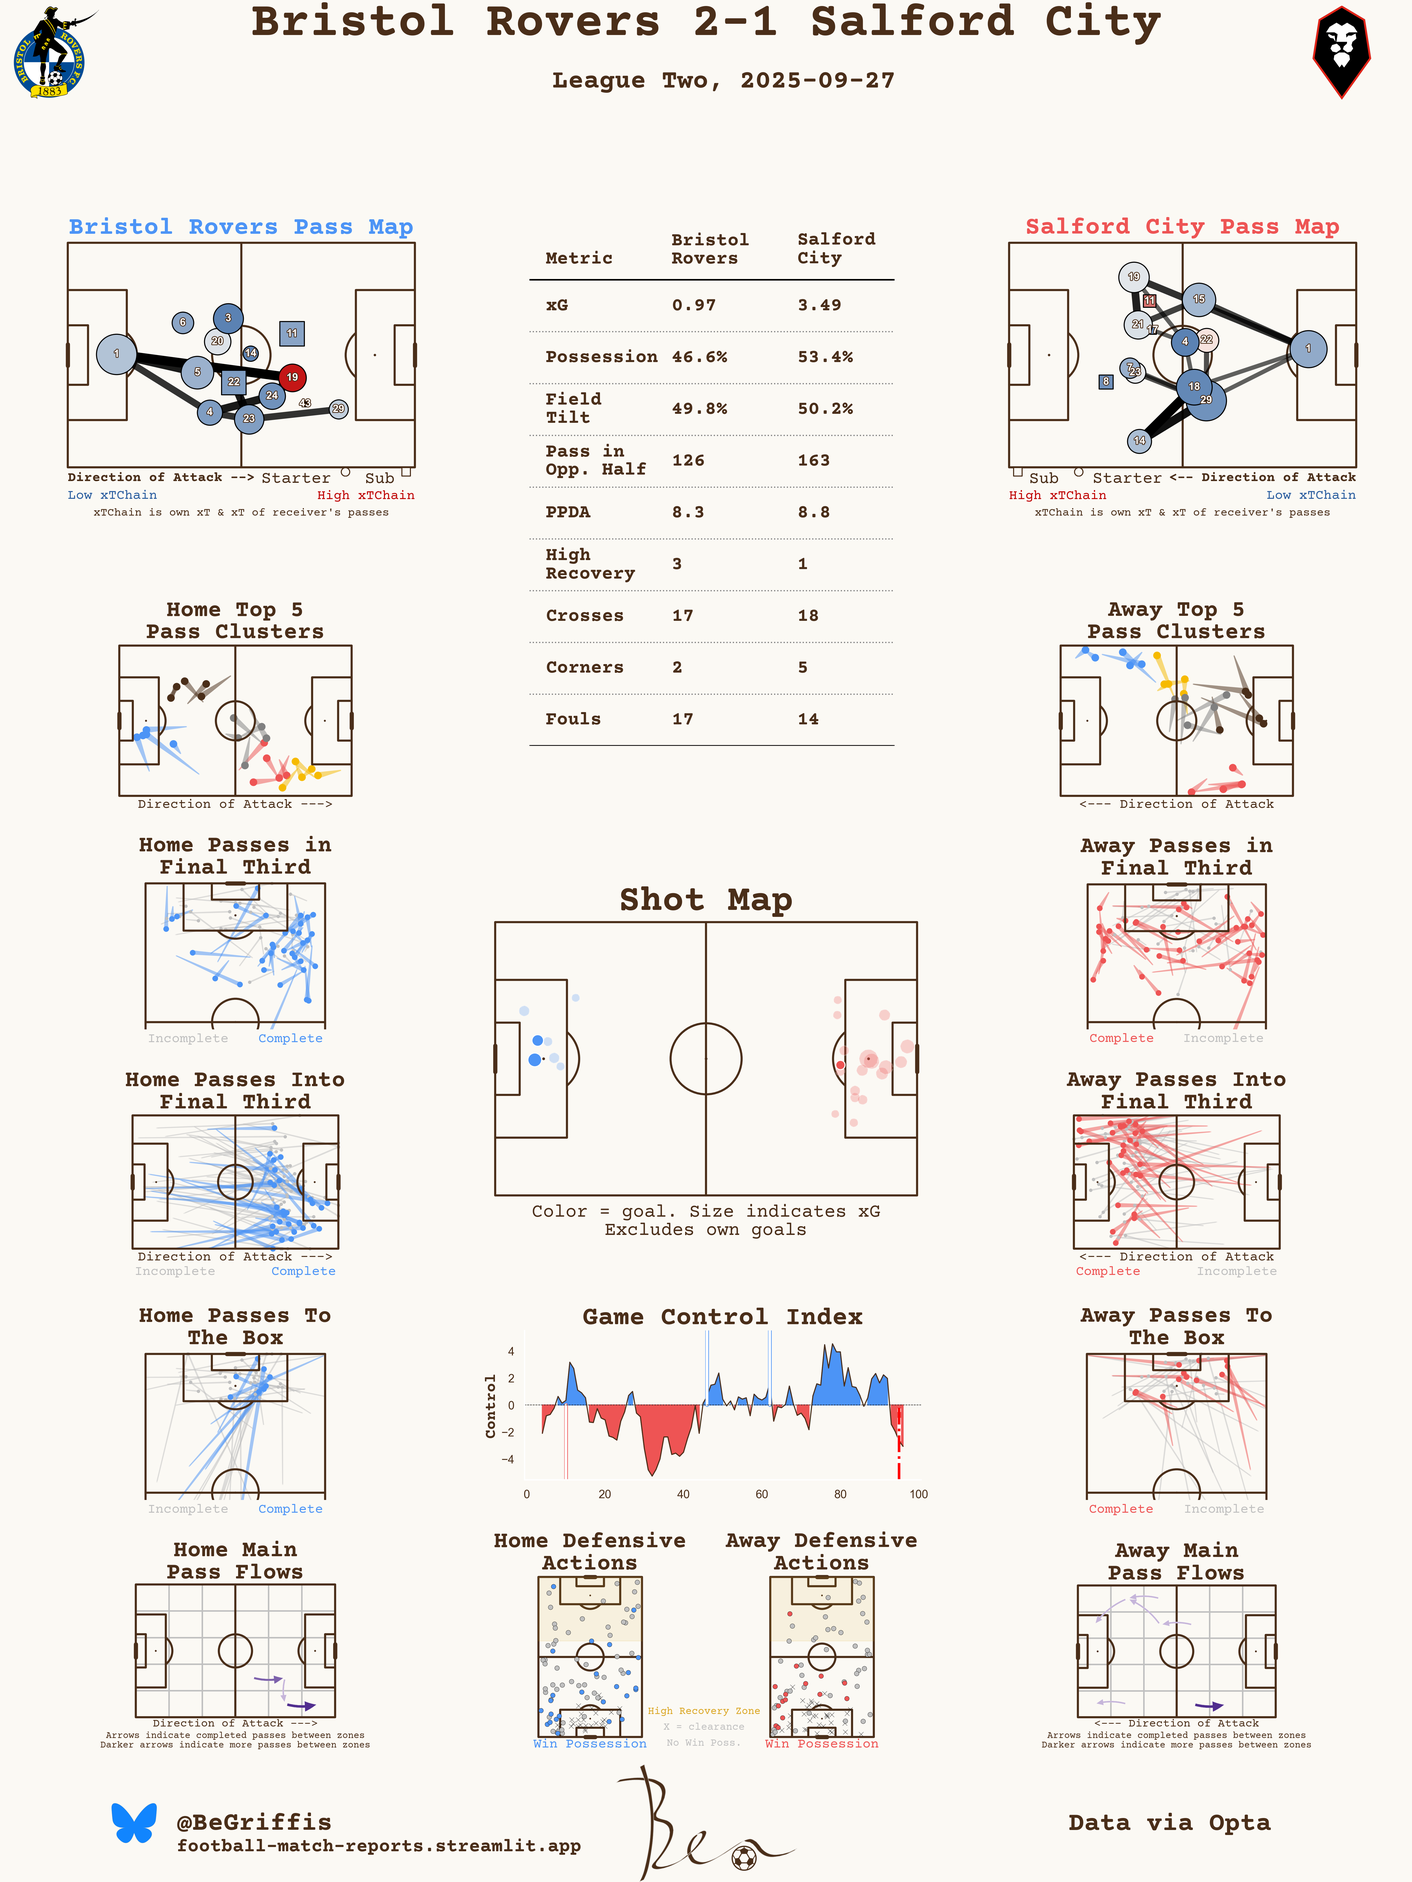 Bristol Rovers 2-1 Salford City
League Two, 2025-09-27
BRISTOL ROVERS F.C.
1883
Bristol Rovers Pass Map
1
6
3
20
11
14
5
22
19
24
4
23
43
29
Direction of Attack --> Starter Sub
Low xTChain High xTChain
xTChain is own xT & xT of receiver's passes
Metric Bristol Rovers Salford City
xG 0.97 3.49
Possession 46.6% 53.4%
Field Tilt 49.8% 50.2%
Pass in Opp. Half 126 163
PPDA 8.3 8.8
High Recovery 3 1
Crosses 17 18
Corners 2 5
Fouls 17 14
Salford City Pass Map
19
11
15
21
17
4
22
1
7
23
8
18
29
14
Sub Starter <-- Direction of Attack
High xTChain Low xTChain
xTChain is own xT & xT of receiver's passes
Home Top 5
Pass Clusters
Direction of Attack --->
Away Top 5
Pass Clusters
<--- Direction of Attack
Home Passes in
Final Third
Incomplete Complete
Away Passes in
Final Third
Complete Incomplete
Shot Map
Color = goal. Size indicates xG
Excludes own goals
Home Passes Into
Final Third
Direction of Attack --->
Incomplete Complete
Away Passes Into
Final Third
<--- Direction of Attack
Complete Incomplete
Home Passes To
The Box
Incomplete Complete
Game Control Index
Control
4
2
0
−2
−4
0 20 40 60 80 100
Away Passes To
The Box
Complete Incomplete
Home Main
Pass Flows
Direction of Attack --->
Arrows indicate completed passes between zones
Darker arrows indicate more passes between zones
Home Defensive
Actions
Win Possession
Away Defensive
Actions
Win Possession
High Recovery Zone
X = clearance
No Win Poss.
Away Main
Pass Flows
<--- Direction of Attack
Arrows indicate completed passes between zones
Darker arrows indicate more passes between zones
@BeGriffis
football-match-reports.streamlit.app
Ben
Data via Opta